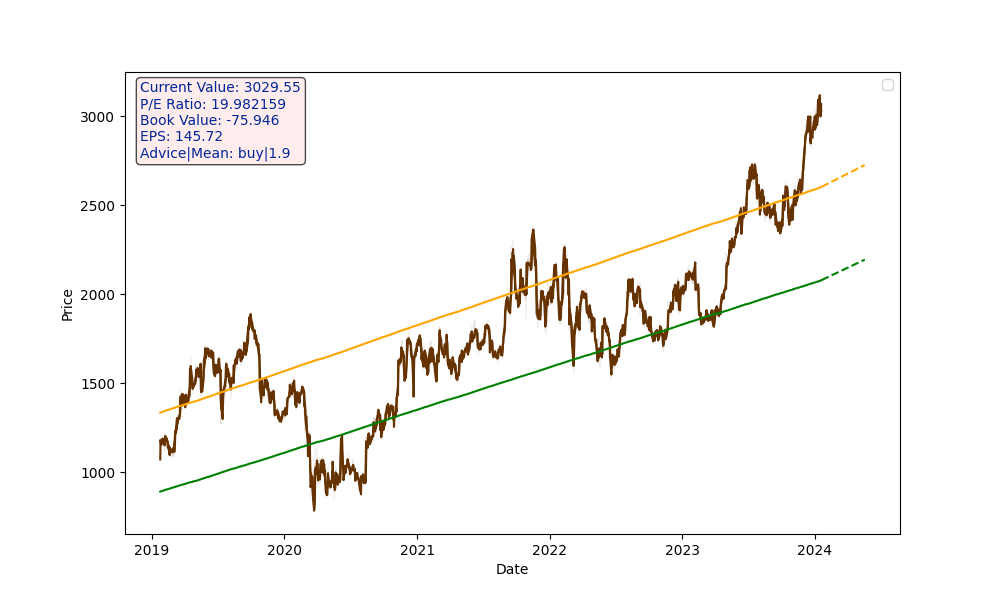 Current Value: 3029.55
P/E Ratio: 19.982159
Book Value: -75.946
EPS: 145.72
Advice|Mean: buy|1.9
3000
2500
2000
1500
1000
Price
2019 2020 2021 2022 2023 2024
Date